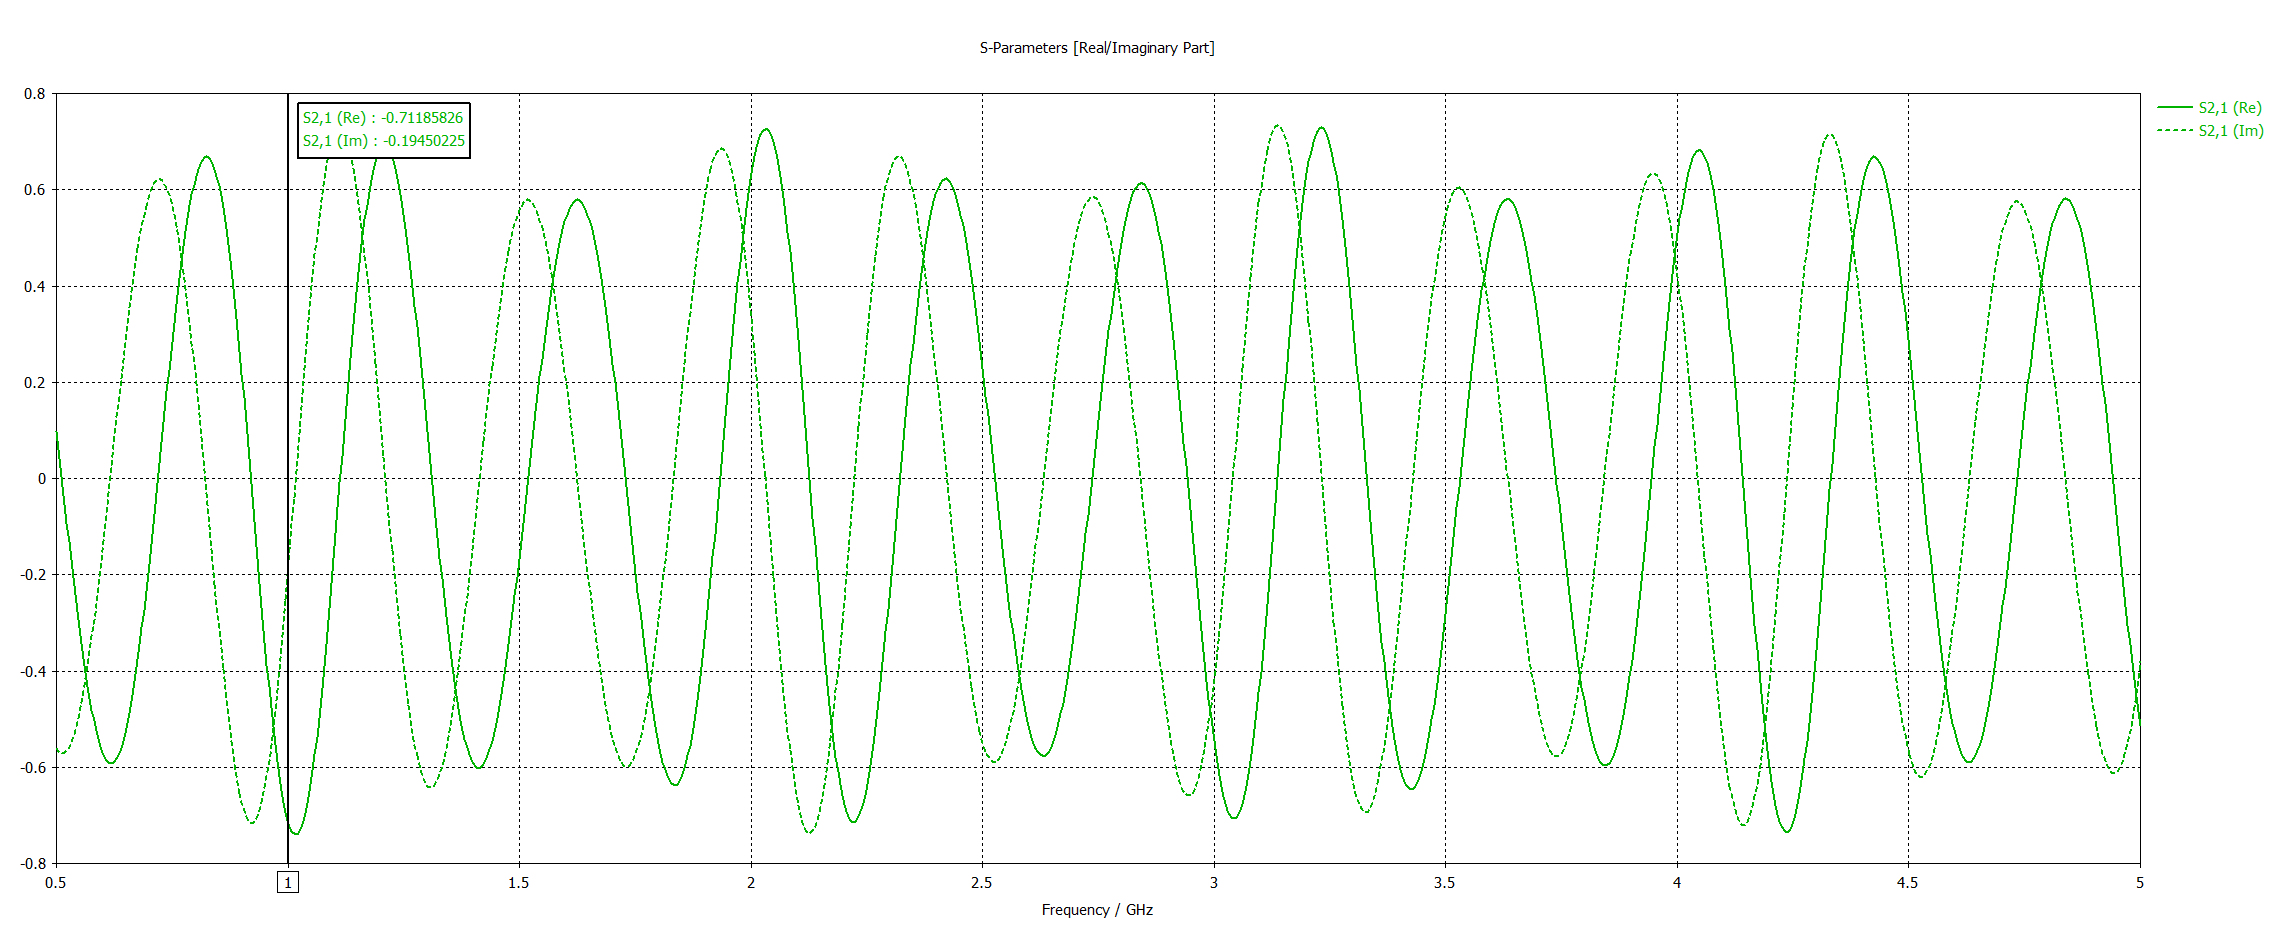 S-Parameters [Real/Imaginary Part]
0.8
0.6
0.4
0.2
0
-0.2
-0.4
-0.6
-0.8
S2,1 (Re) : -0.71185826
S2,1 (Im) : -0.19450225
S2,1 (Re)
S2,1 (Im)
0.5 1 1.5 2 2.5 3 3.5 4 4.5 5
Frequency / GHz